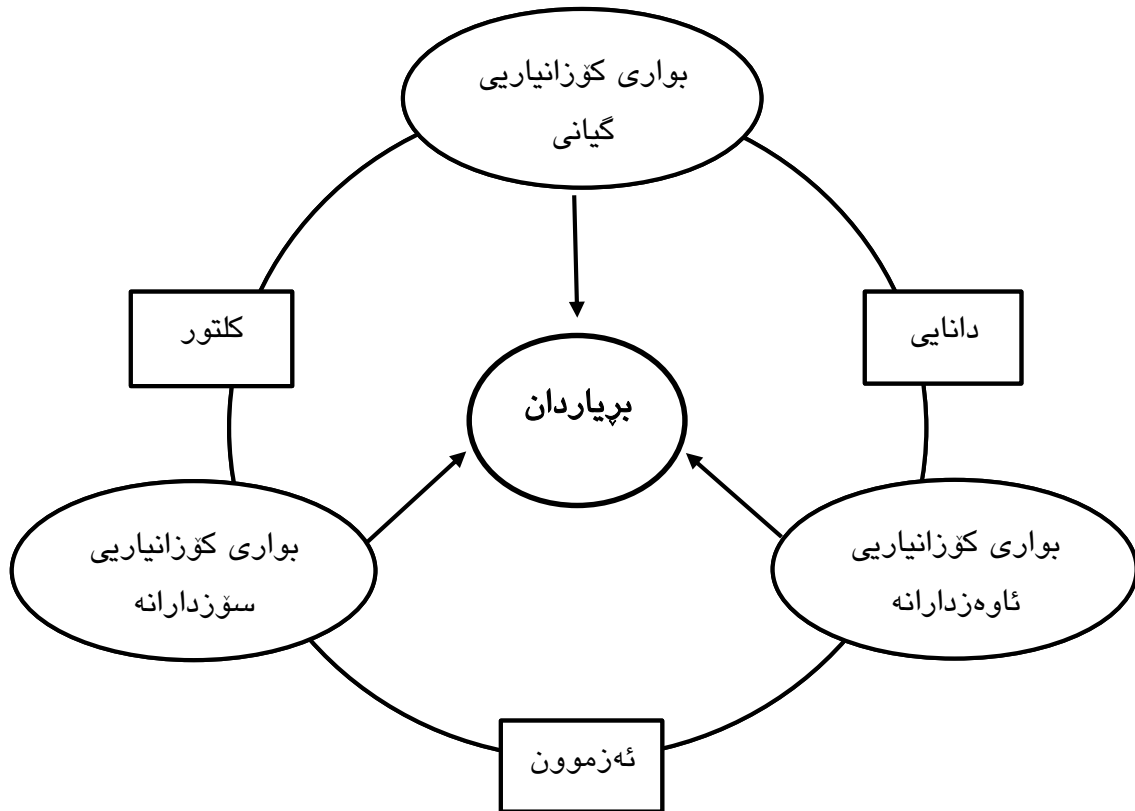 بواری کۆزانیاریی
گیانی
کلتور
دانایی
بڕیاردان
بواری کۆزانیاریی
سۆزدارانە
بواری کۆزانیاریی
ئاوەزدارانە
ئەزموون